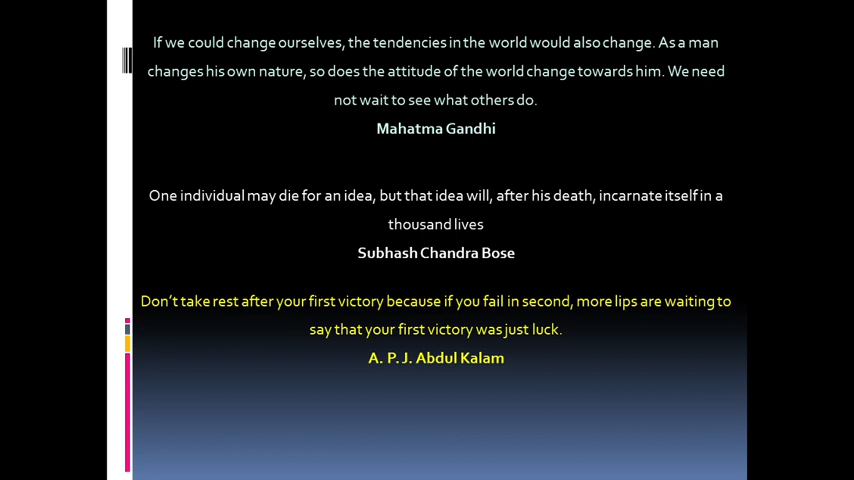 If we could change ourselves, the tendencies in the world would also change. As a man
changes his own nature, so does the attitude of the world change towards him. We need
not wait to see what others do.
Mahatma Gandhi
One individual may die for an idea, but that idea will, after his death, incarnate itself in a
thousand lives
Subhash Chandra Bose
Don’t take rest after your first victory because if you fail in second, more lips are waiting to
say that your first victory was just luck.
A. P. J. Abdul Kalam